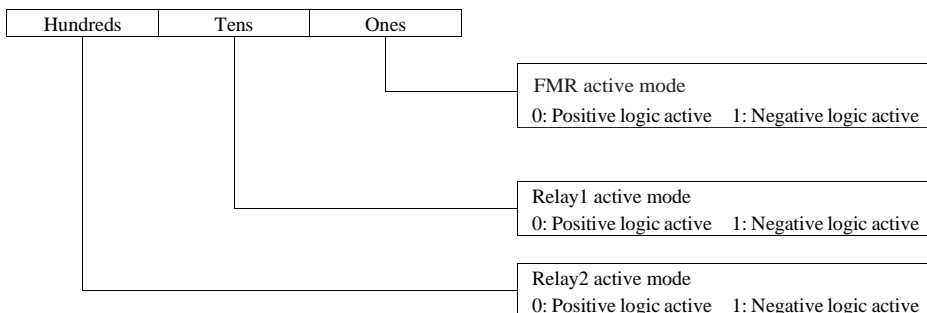 Hundreds Tens Ones
FMR active mode
0: Positive logic active 1: Negative logic active
Relay1 active mode
0: Positive logic active 1: Negative logic active
Relay2 active mode
0: Positive logic active 1: Negative logic active